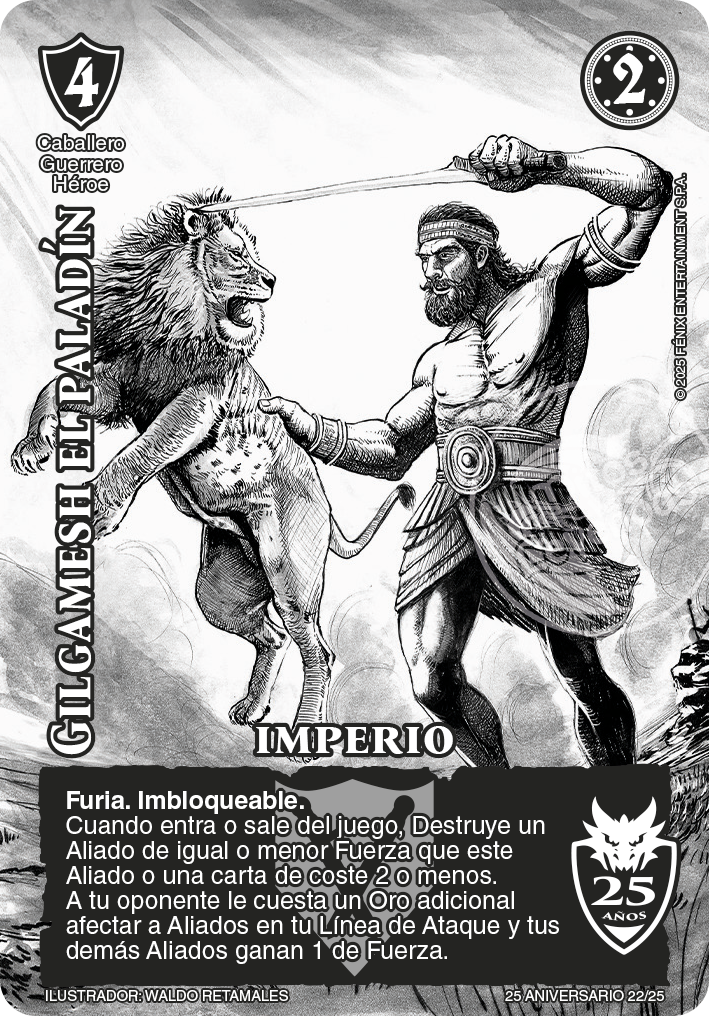 4
2
Caballero
Guerrero
Héroe
GILGAMESH EL PALADÍN
© 2025 FÉNIX ENTERTAINMENT S.P.A.
IMPERIO
Furia. Imbloqueable.
Cuando entra o sale del juego, Destruye un
Aliado de igual o menor Fuerza que este
Aliado o una carta de coste 2 o menos.
A tu oponente le cuesta un Oro adicional
afectar a Aliados en tu Línea de Ataque y tus
demás Aliados ganan 1 de Fuerza.
25
AÑOS
ILUSTRADOR: WALDO RETAMALES
25 ANIVERSARIO 22/25